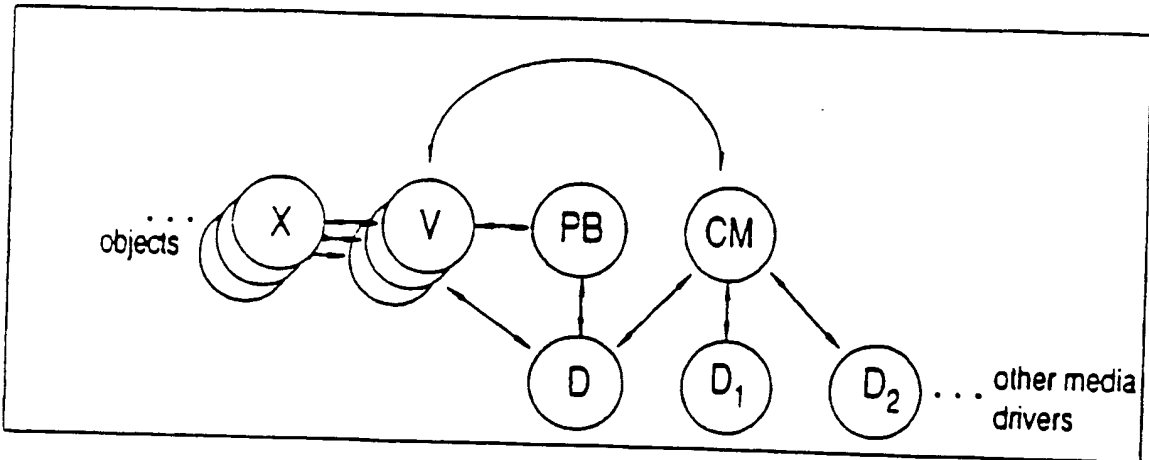 X
V
PB
CM
. . .
objects
D
D₁
D₂
. . . other media
drivers